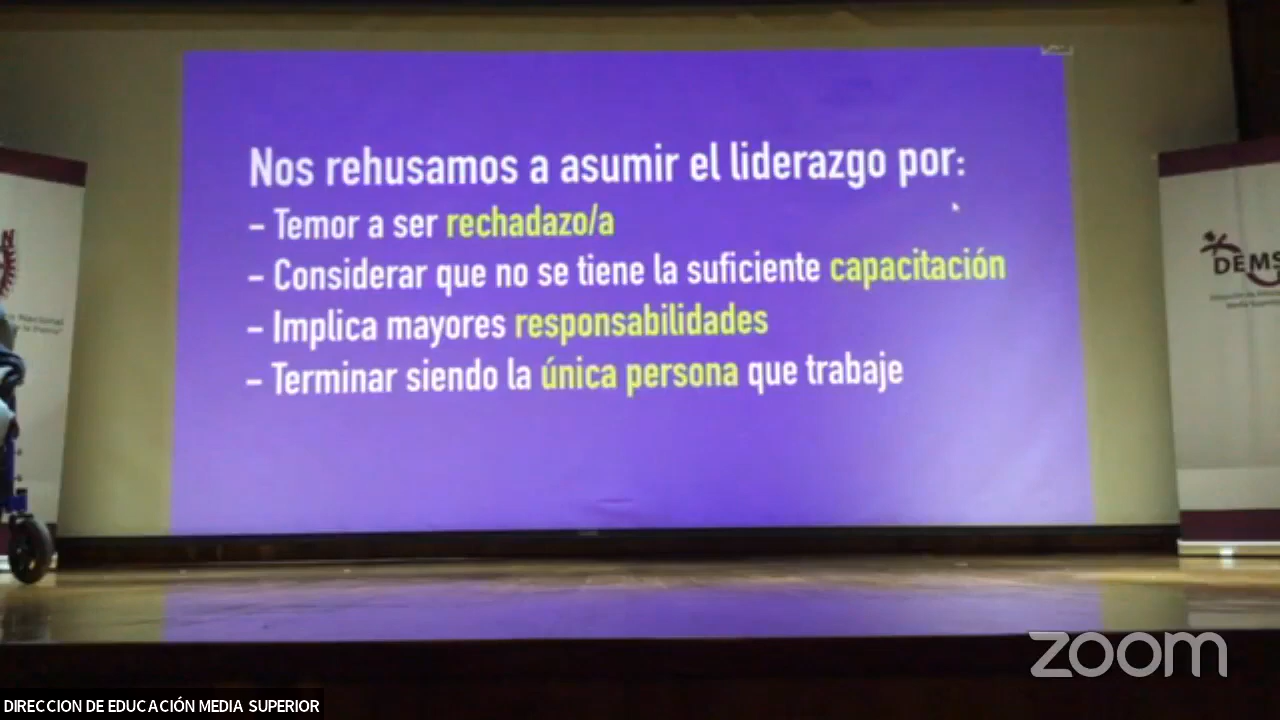 Nos rehusamos a asumir el liderazgo por:
– Temor a ser rechadazo/a
– Considerar que no se tiene la suficiente capacitación
– Implica mayores responsabilidades
– Terminar siendo la única persona que trabaje
Nacional
DEMS
zoom
DIRECCION DE EDUCACIÓN MEDIA SUPERIOR